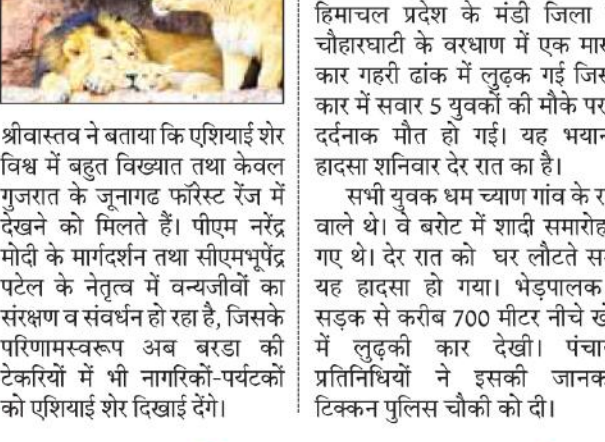 श्रीवास्तव ने बताया कि एशियाई शेर
विश्व में बहुत विख्यात तथा केवल
गुजरात के जूनागढ फॉरेस्ट रेंज में
देखने को मिलते हैं। पीएम नरेंद्र
मोदी के मार्गदर्शन तथा सीएमभूपेंद्र
पटेल के नेतृत्व में वन्यजीवों का
संरक्षण व संवर्धन हो रहा है, जिसके
परिणामस्वरूप अब बरडा की
टेकरियों में भी नागरिकों-पर्यटकों
को एशियाई शेर दिखाई देंगे।
हिमाचल प्रदेश के मंडी जिला
चौहारघाटी के वरधाण में एक
कार गहरी ढांक में लुढ़क गई
कार में सवार 5 युवकों की मौके पर
दर्दनाक मौत हो गई। यह
हादसा शनिवार देर रात का है।
सभी युवक धम च्याण गांव के
वाले थे। वे बरोट में शादी
गए थे। देर रात को घर लौटते
यह हादसा हो गया। भेड़पालक
सड़क से करीब 700 मीटर नीचे
में लुढ़की कार देखी।
प्रतिनिधियों ने इसकी
टिक्कन पुलिस चौकी को दी।